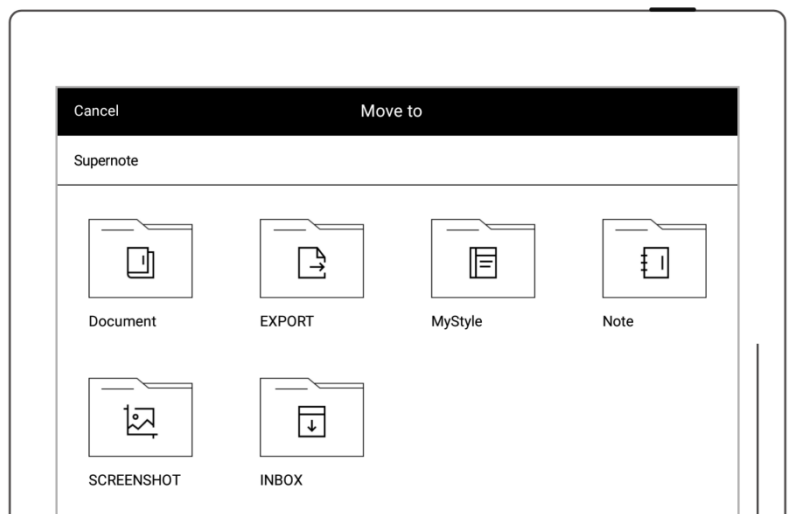 Cancel Move to
Supernote
Document EXPORT MyStyle Note
SCREENSHOT INBOX